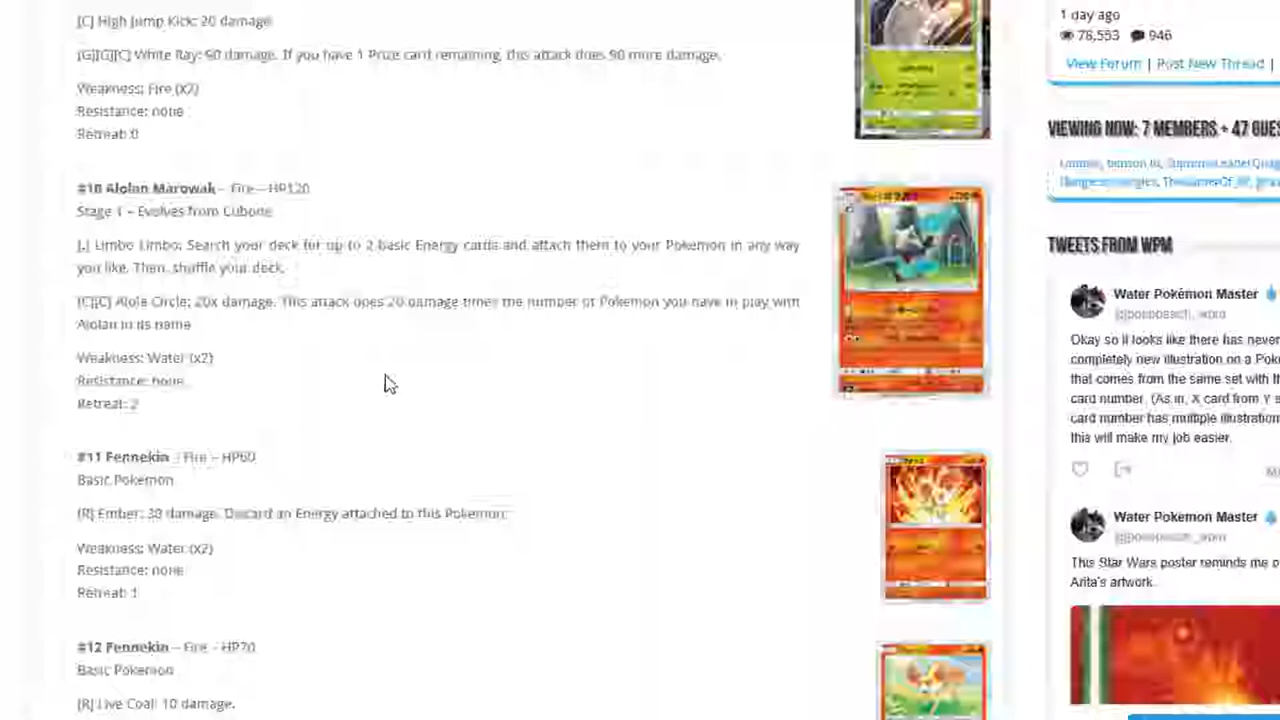 [C] High Jump Kick: 20 damage.
[G][G][C] White Ray: 90 damage. If you have 1 Prize card remaining, this attack does 90 more damage.
Weakness: Fire (x2)
Resistance: none
Retreat: 0
#10 Alolan Marowak – Fire – HP120
Stage 1 – Evolves from Cubone
Limbo Limbo: Search your deck for up to 2 basic Energy cards and attach them to your Pokemon in any way
you like. Then, shuffle your deck.
[C][C] Alola Circle: 20x damage. This attack does 20 damage times the number of Pokemon you have in play with
Alolan in its name
Weakness: Water (x2)
Resistance: none
Retreat: 2
#11 Fennekin – Fire – HP60
Basic Pokemon
[R] Ember: 30 damage. Discard an Energy attached to this Pokemon.
Weakness: Water (x2)
Resistance: none
Retreat: 1
#12 Fennekin – Fire – HP70
Basic Pokemon
[R] Live Coal: 10 damage.
1 day ago
78,553 946
View Forum | Post New Thread |
VIEWING NOW: 7 MEMBERS + 47 GUES
TWEETS FROM WPM
Water Pokémon Master
@pokebeach_wpm
Okay so it looks like there has never
completely new illustration on a Poke
that comes from the same set with th
card number. (As in, X card from Y s
card number has multiple illustration
this will make my job easier.
Water Pokémon Master
@pokebeach_wpm
This Star Wars poster reminds me o
Arita's artwork.